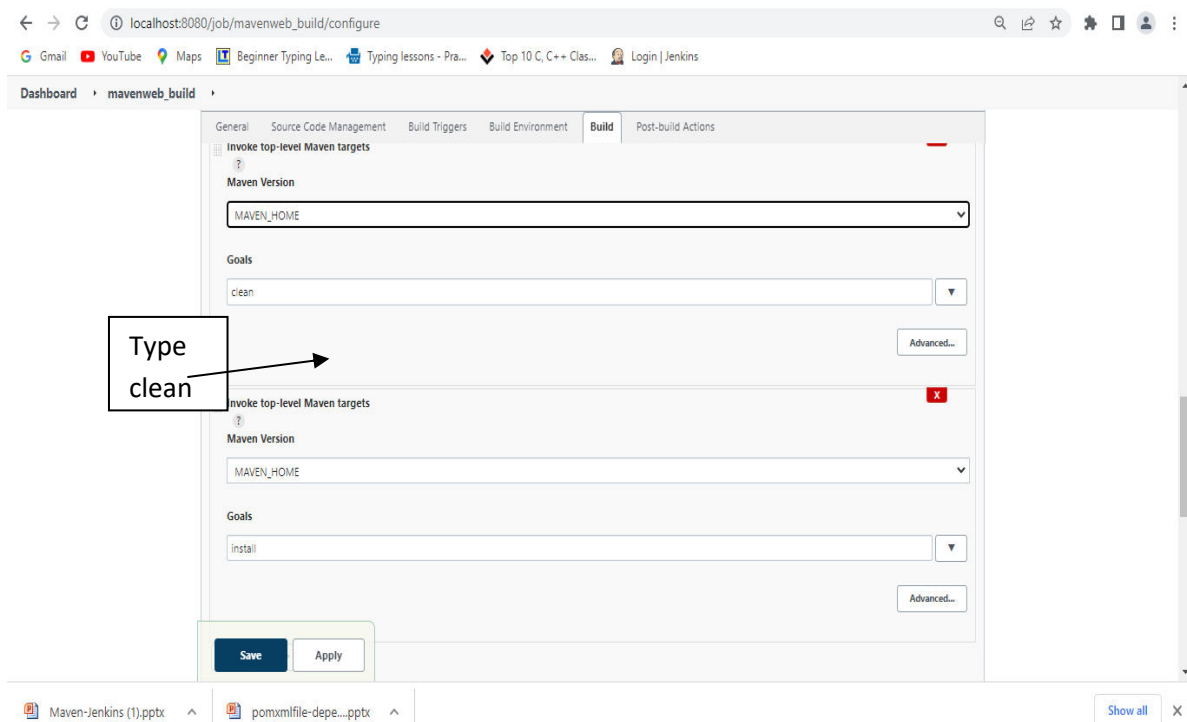 localhost:8080/job/mavenweb_build/configure
Gmail YouTube Maps Beginner Typing Le... Typing lessons - Pra... Top 10 C, C++ Clas... Login | Jenkins
Dashboard mavenweb_build
General Source Code Management Build Triggers Build Environment Build Post-build Actions
Invoke top-level Maven targets
?
Maven Version
MAVEN_HOME
Goals
clean
Advanced...
Type
clean
Invoke top-level Maven targets
X
?
Maven Version
MAVEN_HOME
Goals
install
Advanced...
Save Apply
Maven-Jenkins (1).pptx pomxmlfile-depe....pptx Show all X